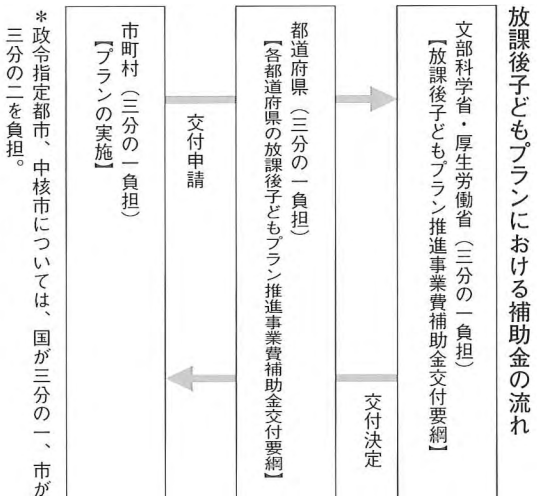 放課後子どもプランにおける補助金の流れ
文部科学省・厚生労働省（三分の一負担）
【放課後子どもプラン推進事業費補助金交付要綱】
交付決定
都道府県（三分の一負担）
【各都道府県の放課後子どもプラン推進事業費補助金交付要綱】
交付申請
市町村（三分の一負担）
【プランの実施】
＊政令指定都市、中核市については、国が三分の一、市が
三分の二を負担。